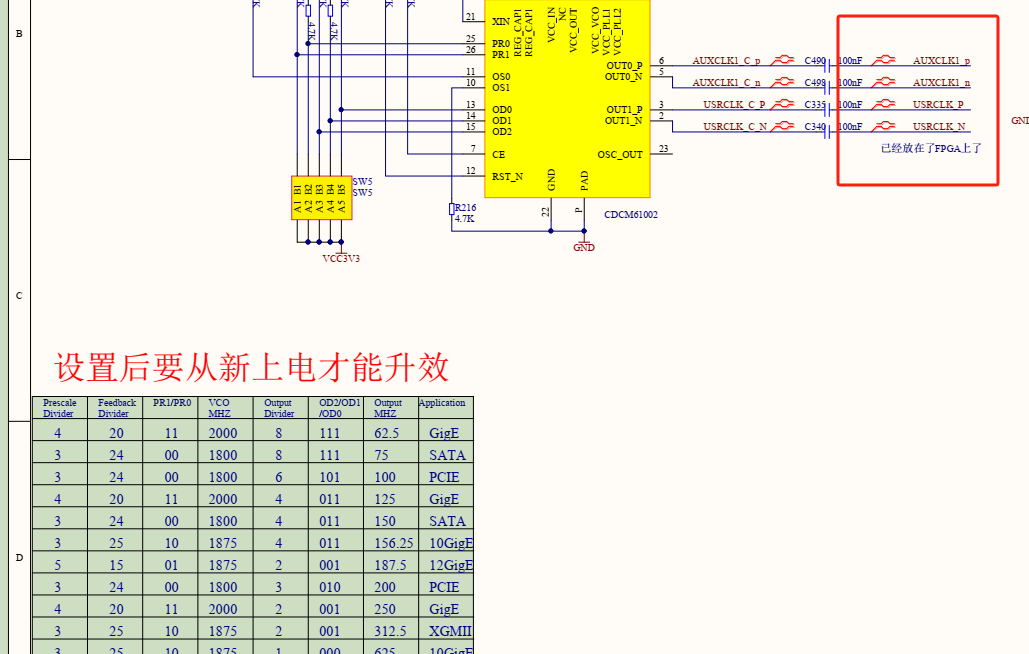 B
4.7K
4.7K
21
XIN
REG_CAP1
REG_CAP1
VCC_IN
NC
VCC_OUT
VCC_VCO
VCC_PLL1
VCC_PLL2
25
PR0
26
PR1
11
OS0
10
OS1
13
OD0
14
OD1
15
OD2
7
CE
12
RST_N
OUT0_P
6
OUT0_N
5
OUT1_P
3
OUT1_N
2
OSC_OUT
23
GND
PAD
22
P
CDCM61002
GND
AUXCLK1_C_p
C490
100nF
AUXCLK1_p
AUXCLK1_C_n
C498
100nF
AUXCLK1_n
USRCLK_C_P
C335
100nF
USRCLK_P
USRCLK_C_N
C340
100nF
USRCLK_N
已经放在了FPGA上了
GND
A1 B1
A2 B2
A3 B3
A4 B4
A5 B5
SW5
SW5
VCC3V3
R216
4.7K
C
设置后要从新上电才能升效
Prescale Divider Feedback Divider PR1/PR0 VCO MHZ Output Divider OD2/OD1/OD0 Output MHZ Application
4 20 11 2000 8 111 62.5 GigE
3 24 00 1800 8 111 75 SATA
3 24 00 1800 6 101 100 PCIE
4 20 11 2000 4 011 125 GigE
3 24 00 1800 4 011 150 SATA
3 25 10 1875 4 011 156.25 10GigE
5 15 01 1875 2 001 187.5 12GigE
3 24 00 1800 3 010 200 PCIE
4 20 11 2000 2 001 250 GigE
3 25 10 1875 2 001 312.5 XGMII
3 25 10 1875 1 000 625 10GigE
D